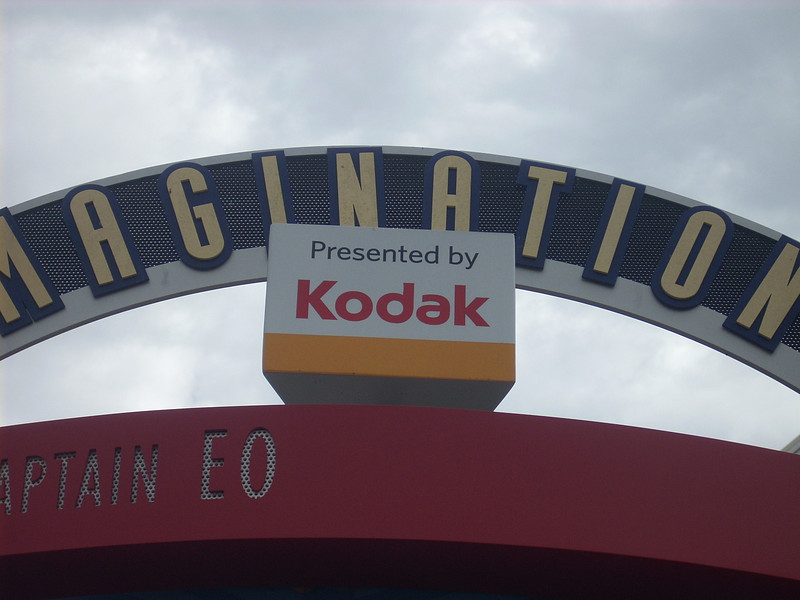 MAGINATION
Presented by
Kodak
APTAIN EO